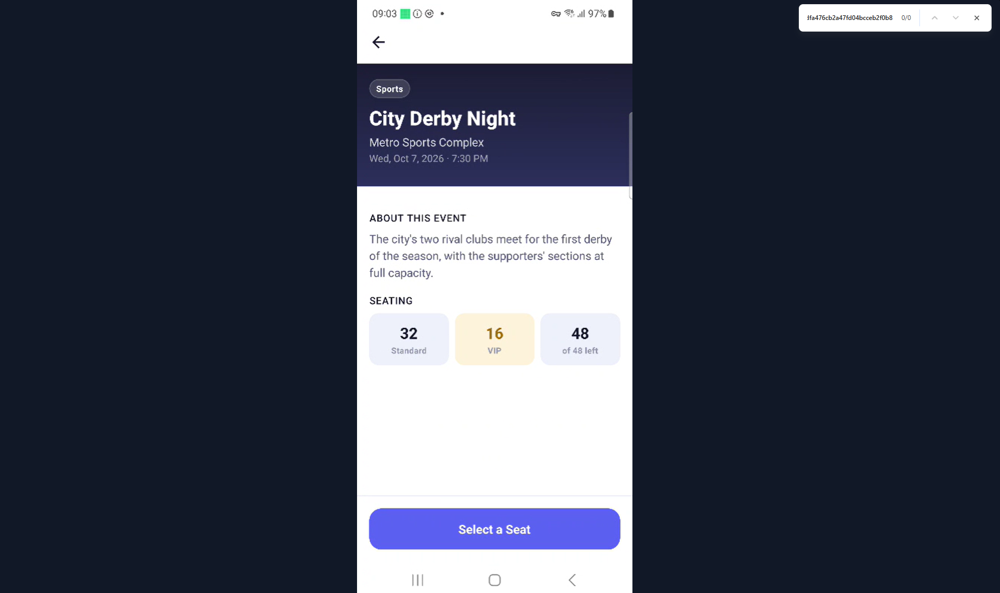 09:03
97%
dfa476cb2a47fd04bcceb2f0b8
0/0
Sports
City Derby Night
Metro Sports Complex
Wed, Oct 7, 2026 · 7:30 PM
ABOUT THIS EVENT
The city's two rival clubs meet for the first derby
of the season, with the supporters' sections at
full capacity.
SEATING
32
Standard
16
VIP
48
of 48 left
Select a Seat